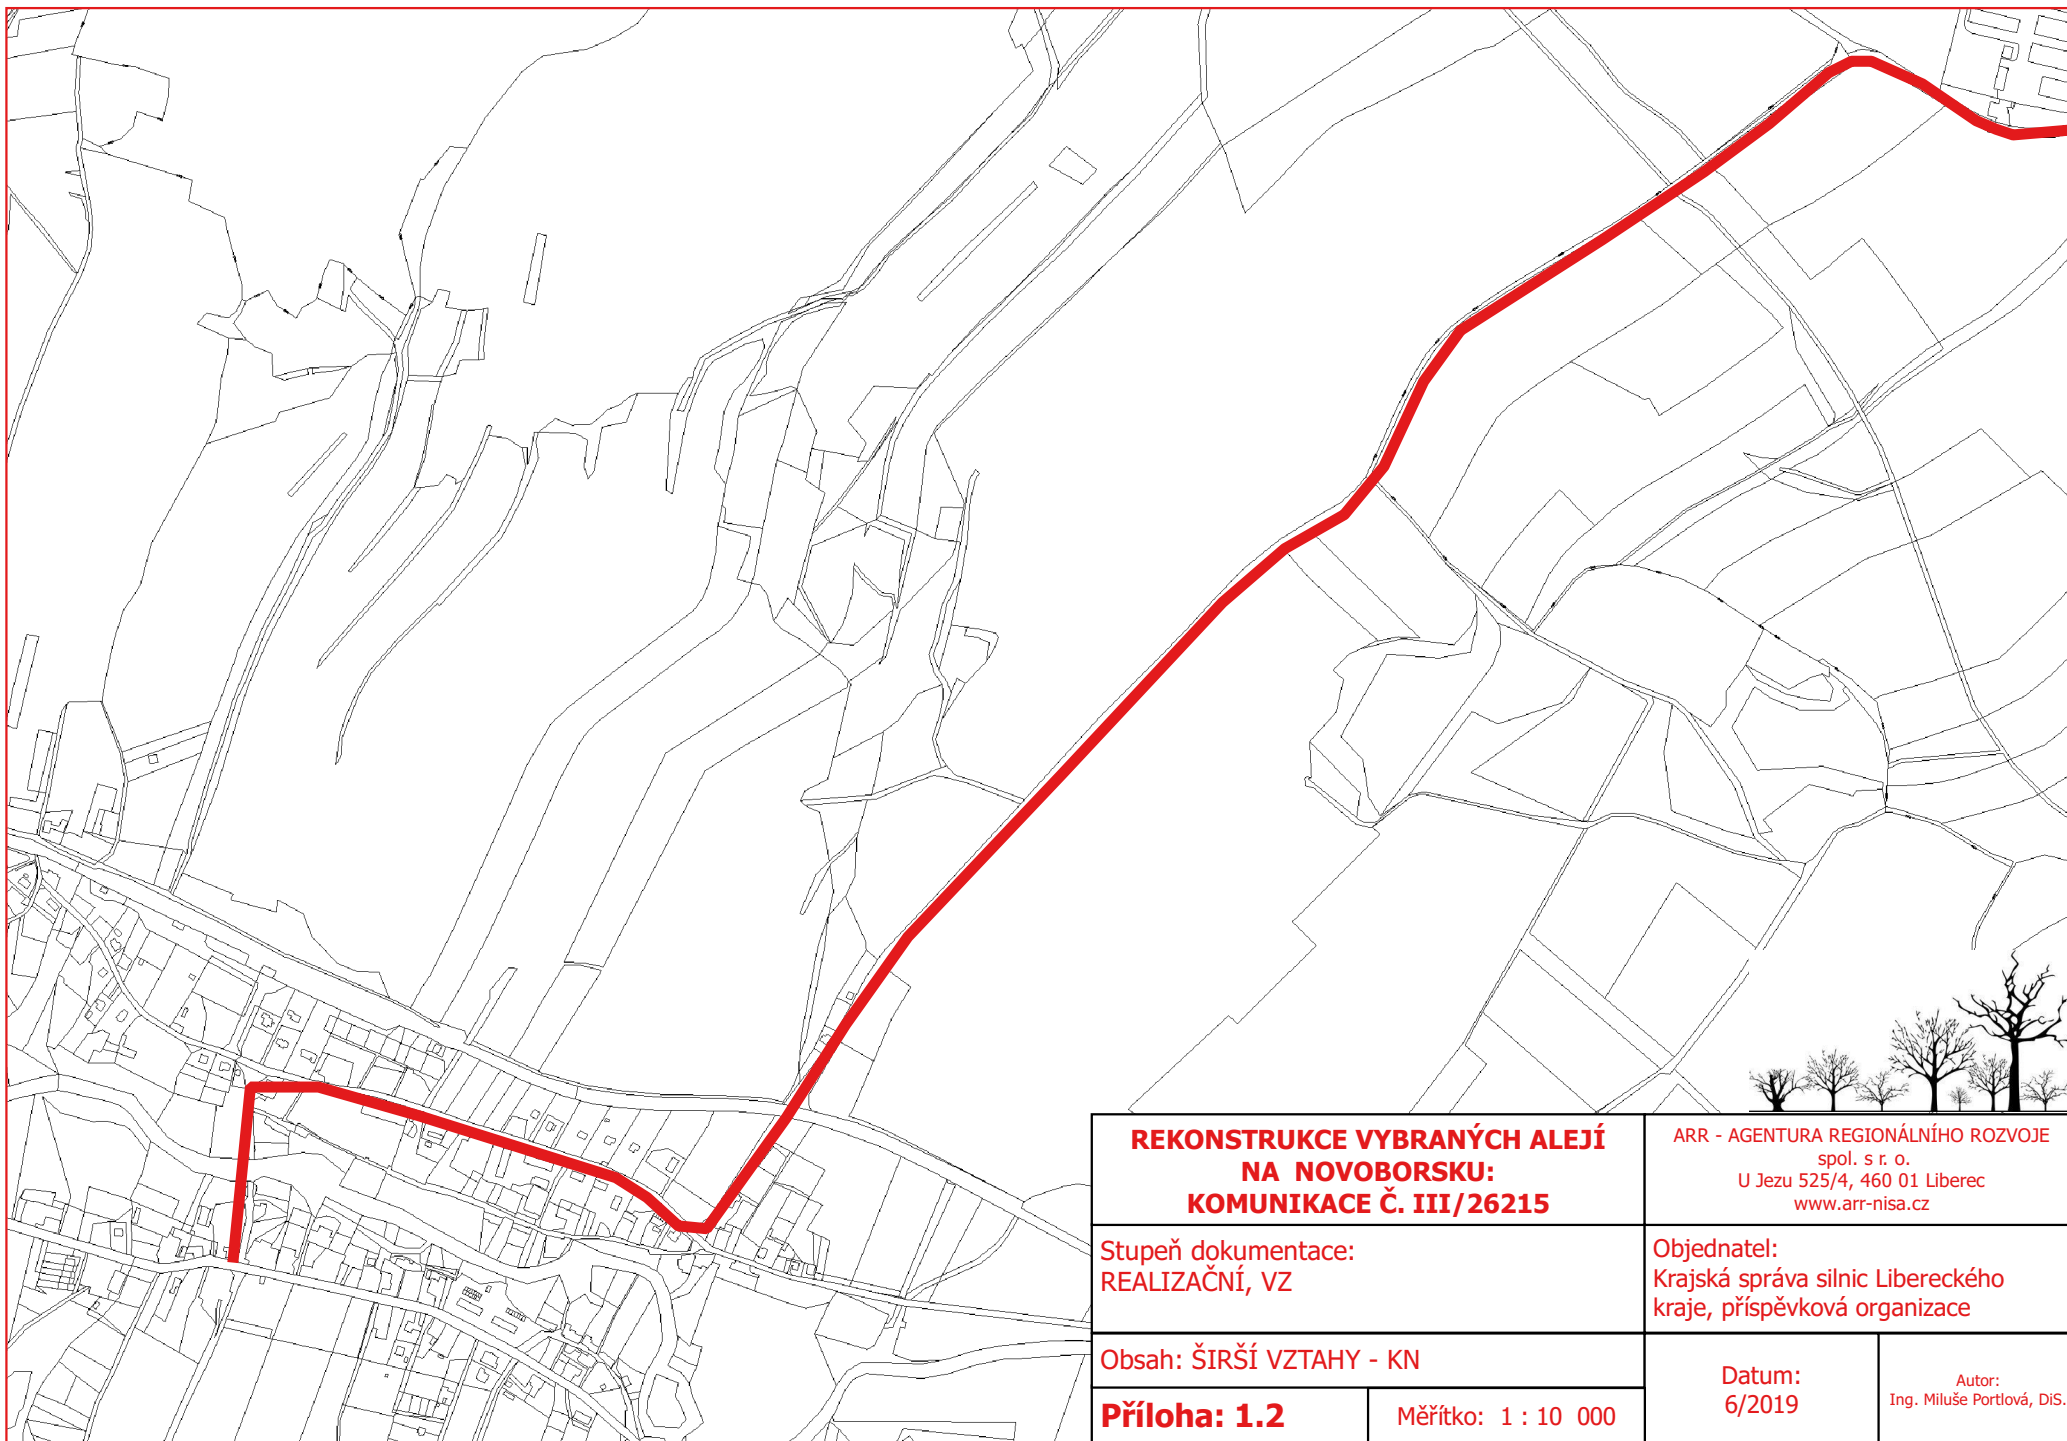 REKONSTRUKCE VYBRANÝCH ALEJÍ
NA NOVOBORSKU:
KOMUNIKACE Č. III/26215
ARR - AGENTURA REGIONÁLNÍHO ROZVOJE
spol. s r. o.
U Jezu 525/4, 460 01 Liberec
www.arr-nisa.cz
Stupeň dokumentace:
REALIZAČNÍ, VZ
Objednatel:
Krajská správa silnic Libereckého
kraje, příspěvková organizace
Obsah: ŠIRŠÍ VZTAHY - KN
Příloha: 1.2
Měřítko: 1 : 10 000
Datum:
6/2019
Autor:
Ing. Miluše Portlová, DiS.